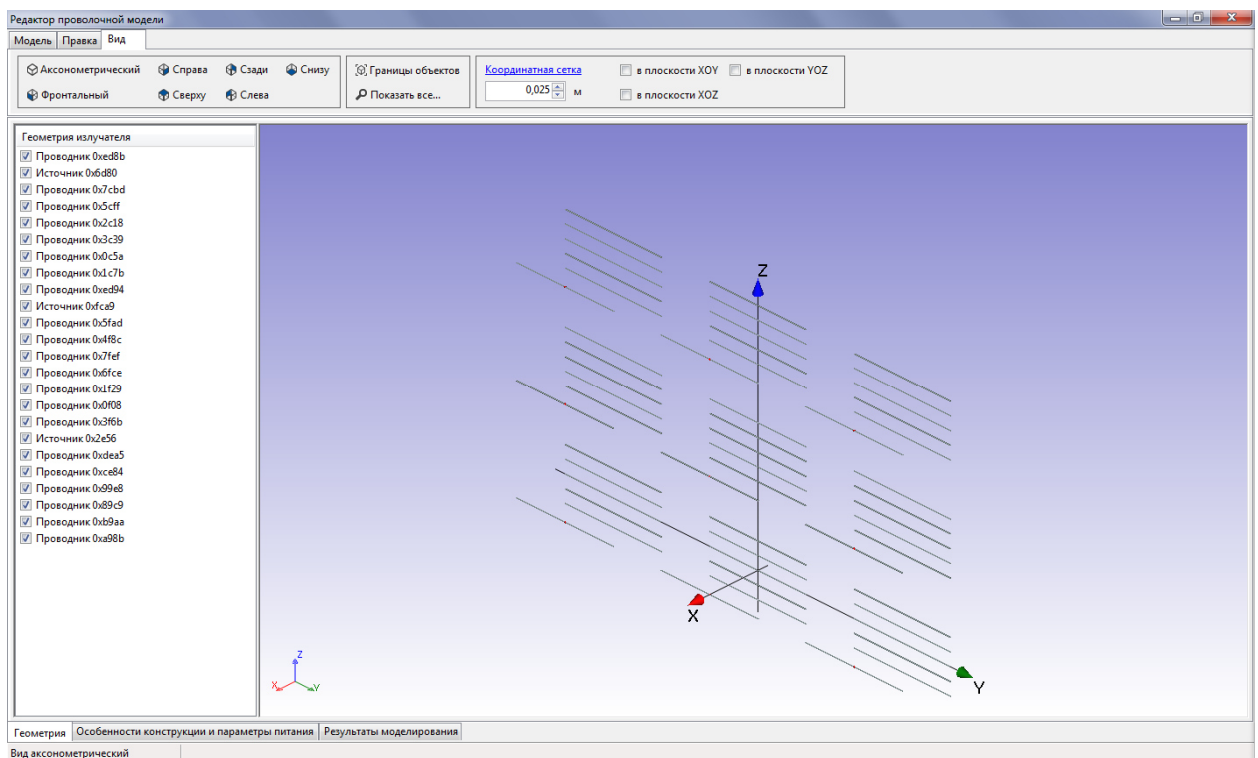 Редактор проволочной модели
Модель Правка Вид
Аксонометрический Справа Сзади Снизу Границы объектов Координатная сетка в плоскости XOY в плоскости YOZ
Фронтальный Сверху Слева Показать все... 0,025 м в плоскости XOZ
Геометрия излучателя
Проводник 0xed8b
Источник 0x6d80
Проводник 0x7cbd
Проводник 0x5cff
Проводник 0x2c18
Проводник 0x3c39
Проводник 0x0c5a
Проводник 0x1c7b
Проводник 0xed94
Источник 0xfca9
Проводник 0x5fad
Проводник 0x4f8c
Проводник 0x7fef
Проводник 0x6fce
Проводник 0x1f29
Проводник 0x0f08
Проводник 0x3f6b
Источник 0x2e56
Проводник 0xdea5
Проводник 0xce84
Проводник 0x99e8
Проводник 0x89c9
Проводник 0xb9aa
Проводник 0xa98b
Z
X
Y
Z
X Y
Геометрия Особенности конструкции и параметры питания Результаты моделирования
Вид аксонометрический